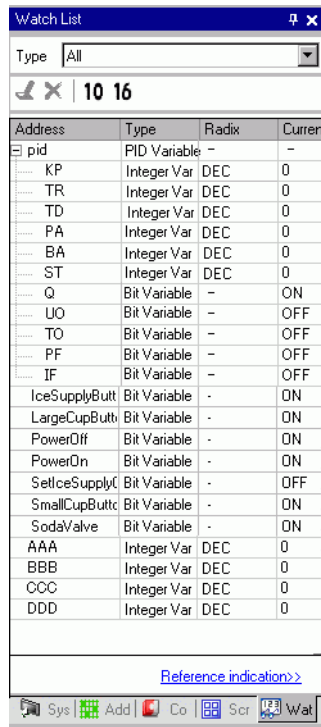 Watch List
Type All
10 16
Address Type Radix Curren
pid PID Variable - -
KP Integer Var DEC 0
TR Integer Var DEC 0
TD Integer Var DEC 0
PA Integer Var DEC 0
BA Integer Var DEC 0
ST Integer Var DEC 0
Q Bit Variable - ON
UO Bit Variable - OFF
TO Bit Variable - OFF
PF Bit Variable - OFF
IF Bit Variable - OFF
IceSupplyButt Bit Variable - ON
LargeCupButt Bit Variable - ON
PowerOff Bit Variable - ON
PowerOn Bit Variable - ON
SetIceSupply Bit Variable - OFF
SmallCupButto Bit Variable - ON
SodaValve Bit Variable - ON
AAA Integer Var DEC 0
BBB Integer Var DEC 0
CCC Integer Var DEC 0
DDD Integer Var DEC 0
Reference indication>>
Sys Add Co Scr Wat